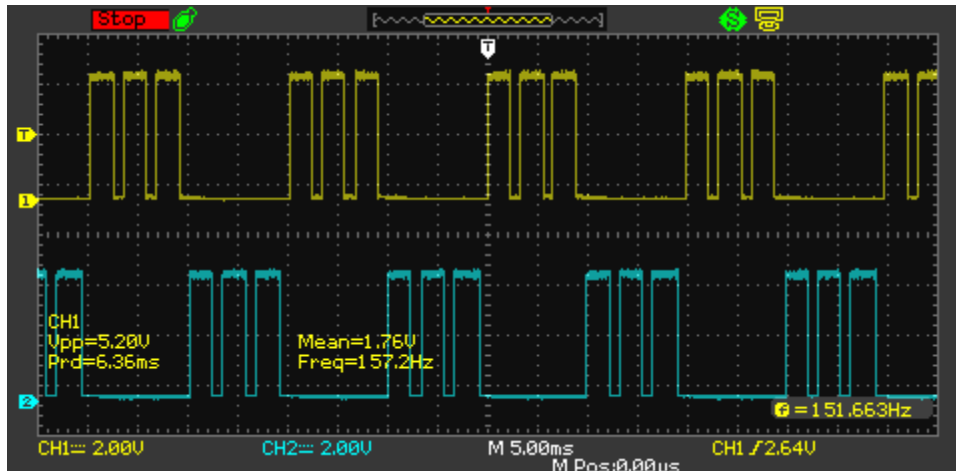 Stop
T
T
1
CH1
Vpp=5.20V Mean=1.76V
Prd=6.36ms Freq=157.2Hz
2
f =151.663Hz
CH1 2.00V CH2 2.00V M 5.00ms CH1 2.64V
M Pos:0.00μs